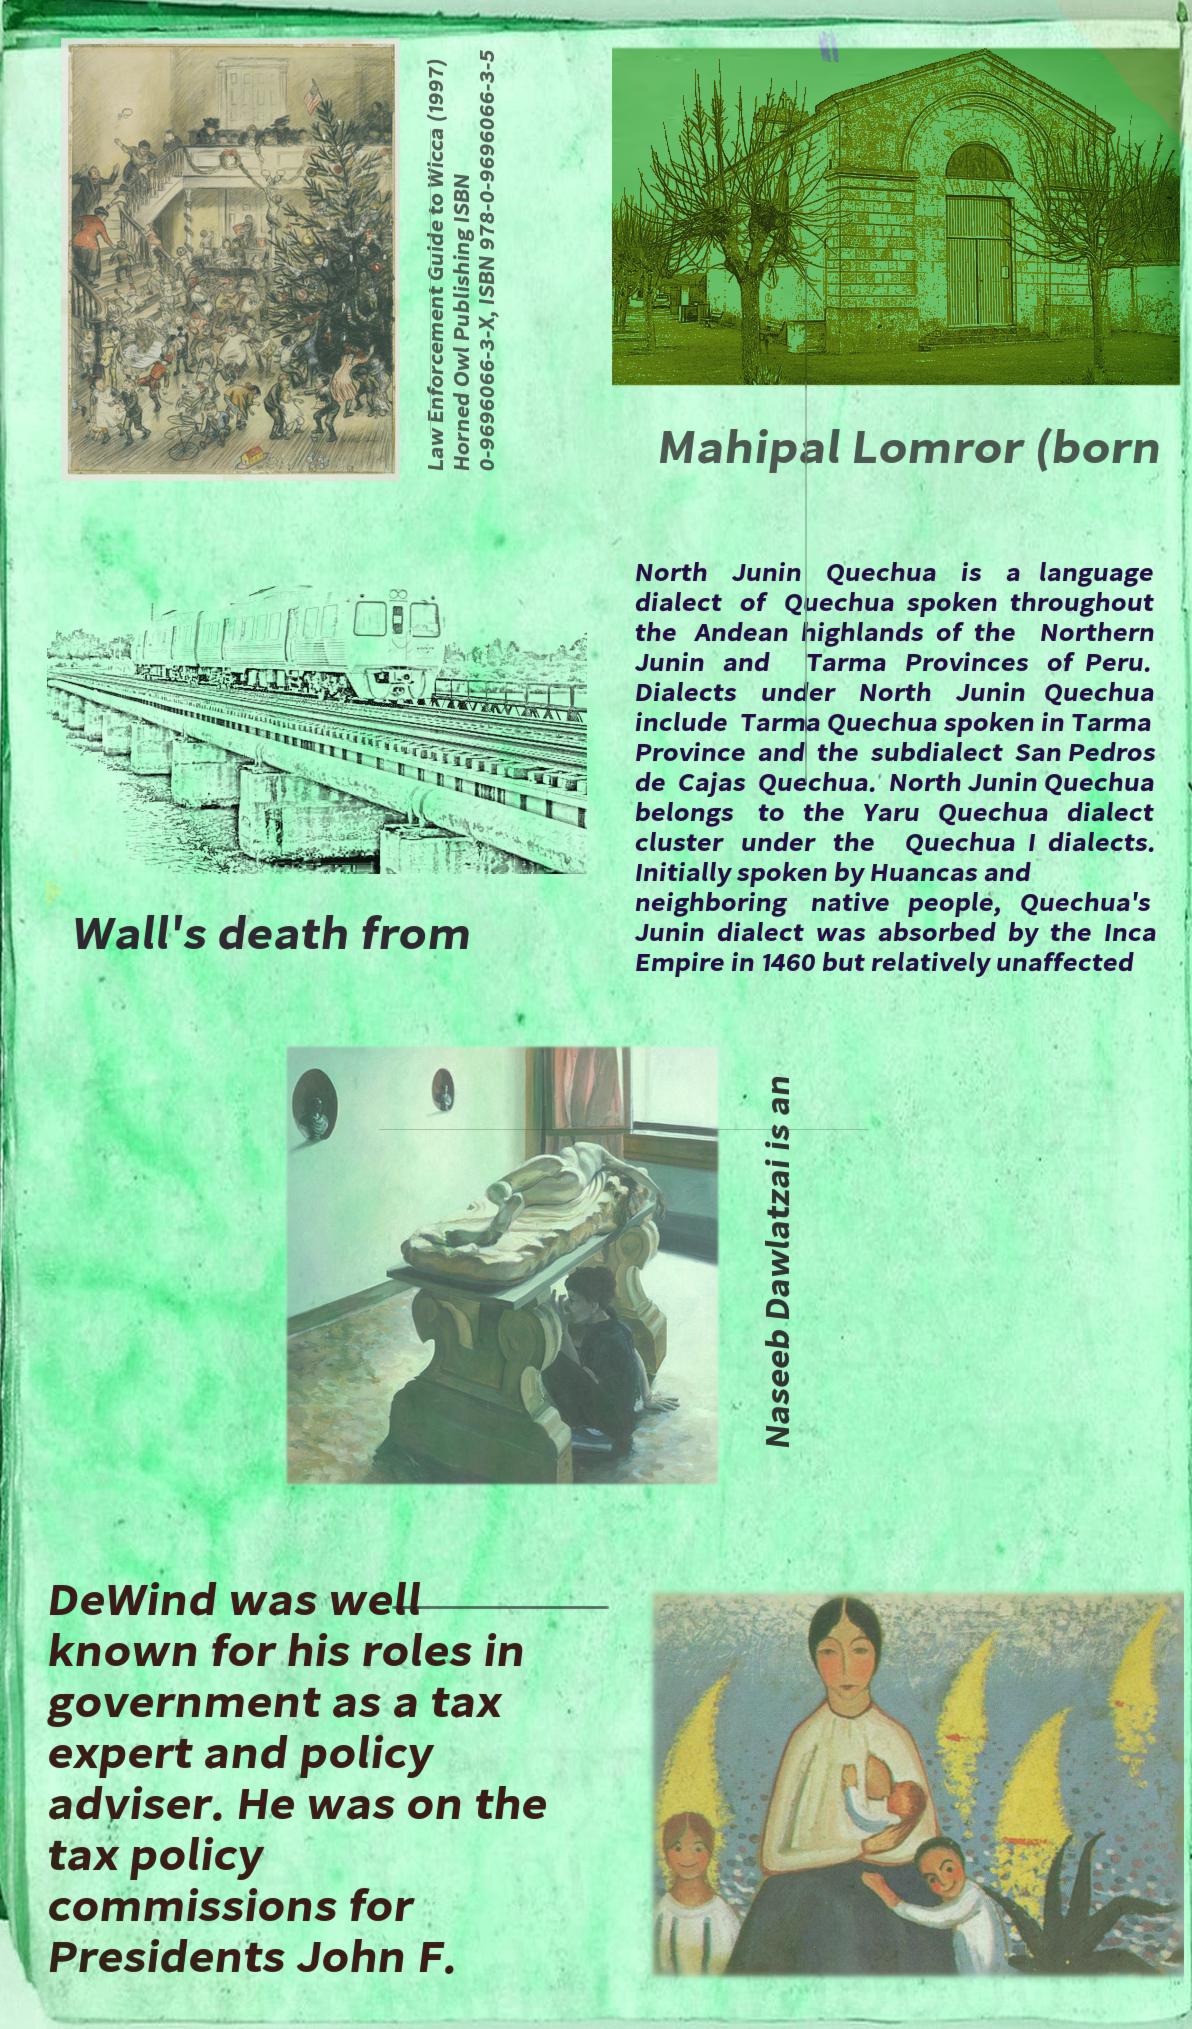 Law Enforcement Guide to Wicca (1997)
Horned Owl Publishing ISBN
0-9696066-3-X, ISBN 978-0-9696066-3-5
Mahipal Lomror (born
North Junin Quechua is a language
dialect of Quechua spoken throughout
the Andean highlands of the Northern
Junin and Tarma Provinces of Peru.
Dialects under North Junin Quechua
include Tarma Quechua spoken in Tarma
Province and the subdialect San Pedros
de Cajas Quechua. North Junin Quechua
belongs to the Yaru Quechua dialect
cluster under the Quechua I dialects.
Initially spoken by Huancas and
neighboring native people, Quechua's
Junin dialect was absorbed by the Inca
Empire in 1460 but relatively unaffected
Wall's death from
Naseeb Dawlatzai is an
DeWind was well
known for his roles in
government as a tax
expert and policy
adviser. He was on the
tax policy
commissions for
Presidents John F.